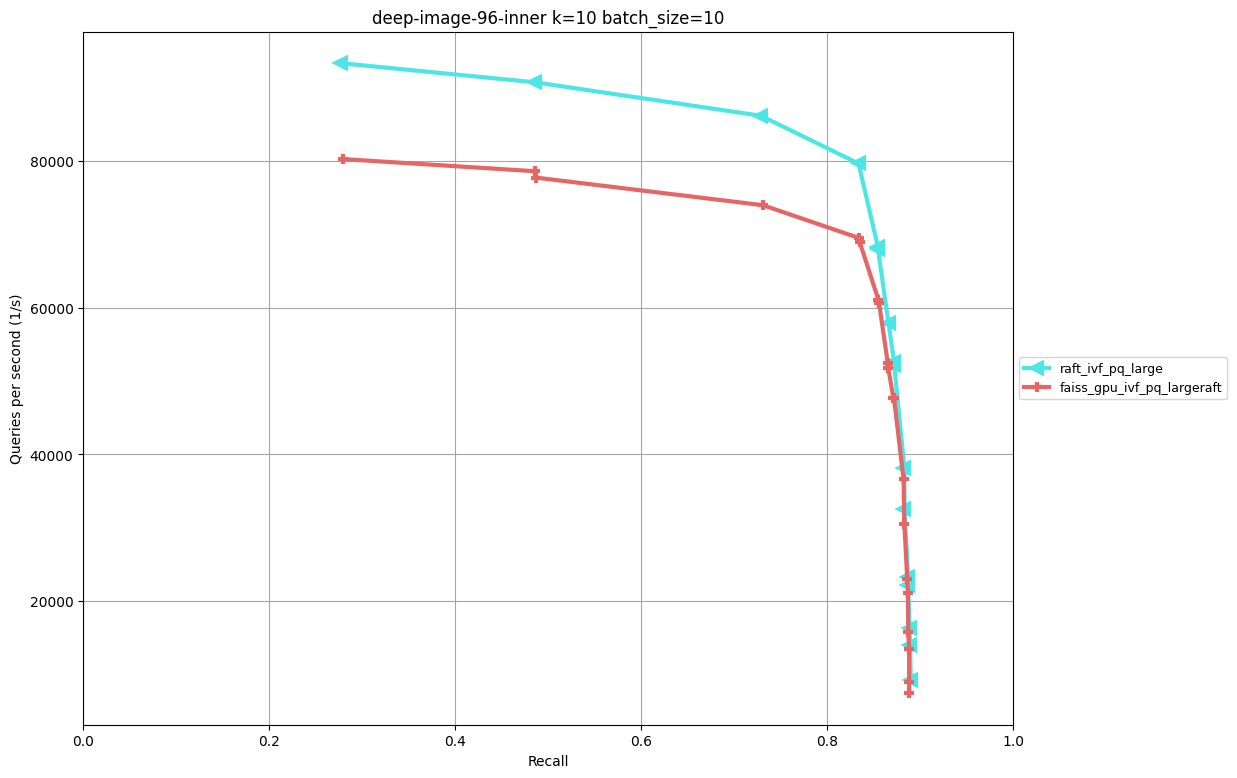 deep-image-96-inner k=10 batch_size=10
Queries per second (1/s)
80000
60000
40000
20000
0.0 0.2 0.4 0.6 0.8 1.0
Recall
raft_ivf_pq_large
faiss_gpu_ivf_pq_largeraft